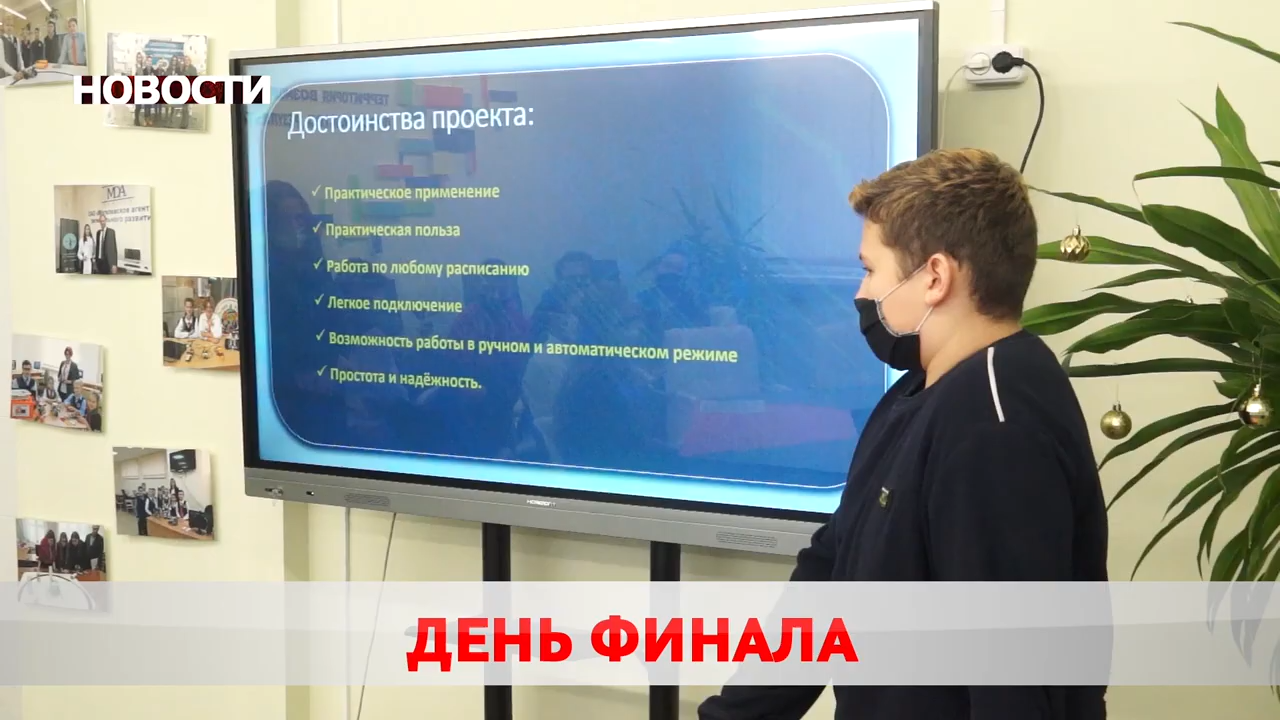 НОВОСТИ
Достоинства проекта:
✓ Практическое применение
✓ Практическая польза
✓ Работа по любому расписанию
✓ Легкое подключение
✓ Возможность работы в ручном и автоматическом режиме
✓ Простота и надёжность.
ДЕНЬ ФИНАЛА